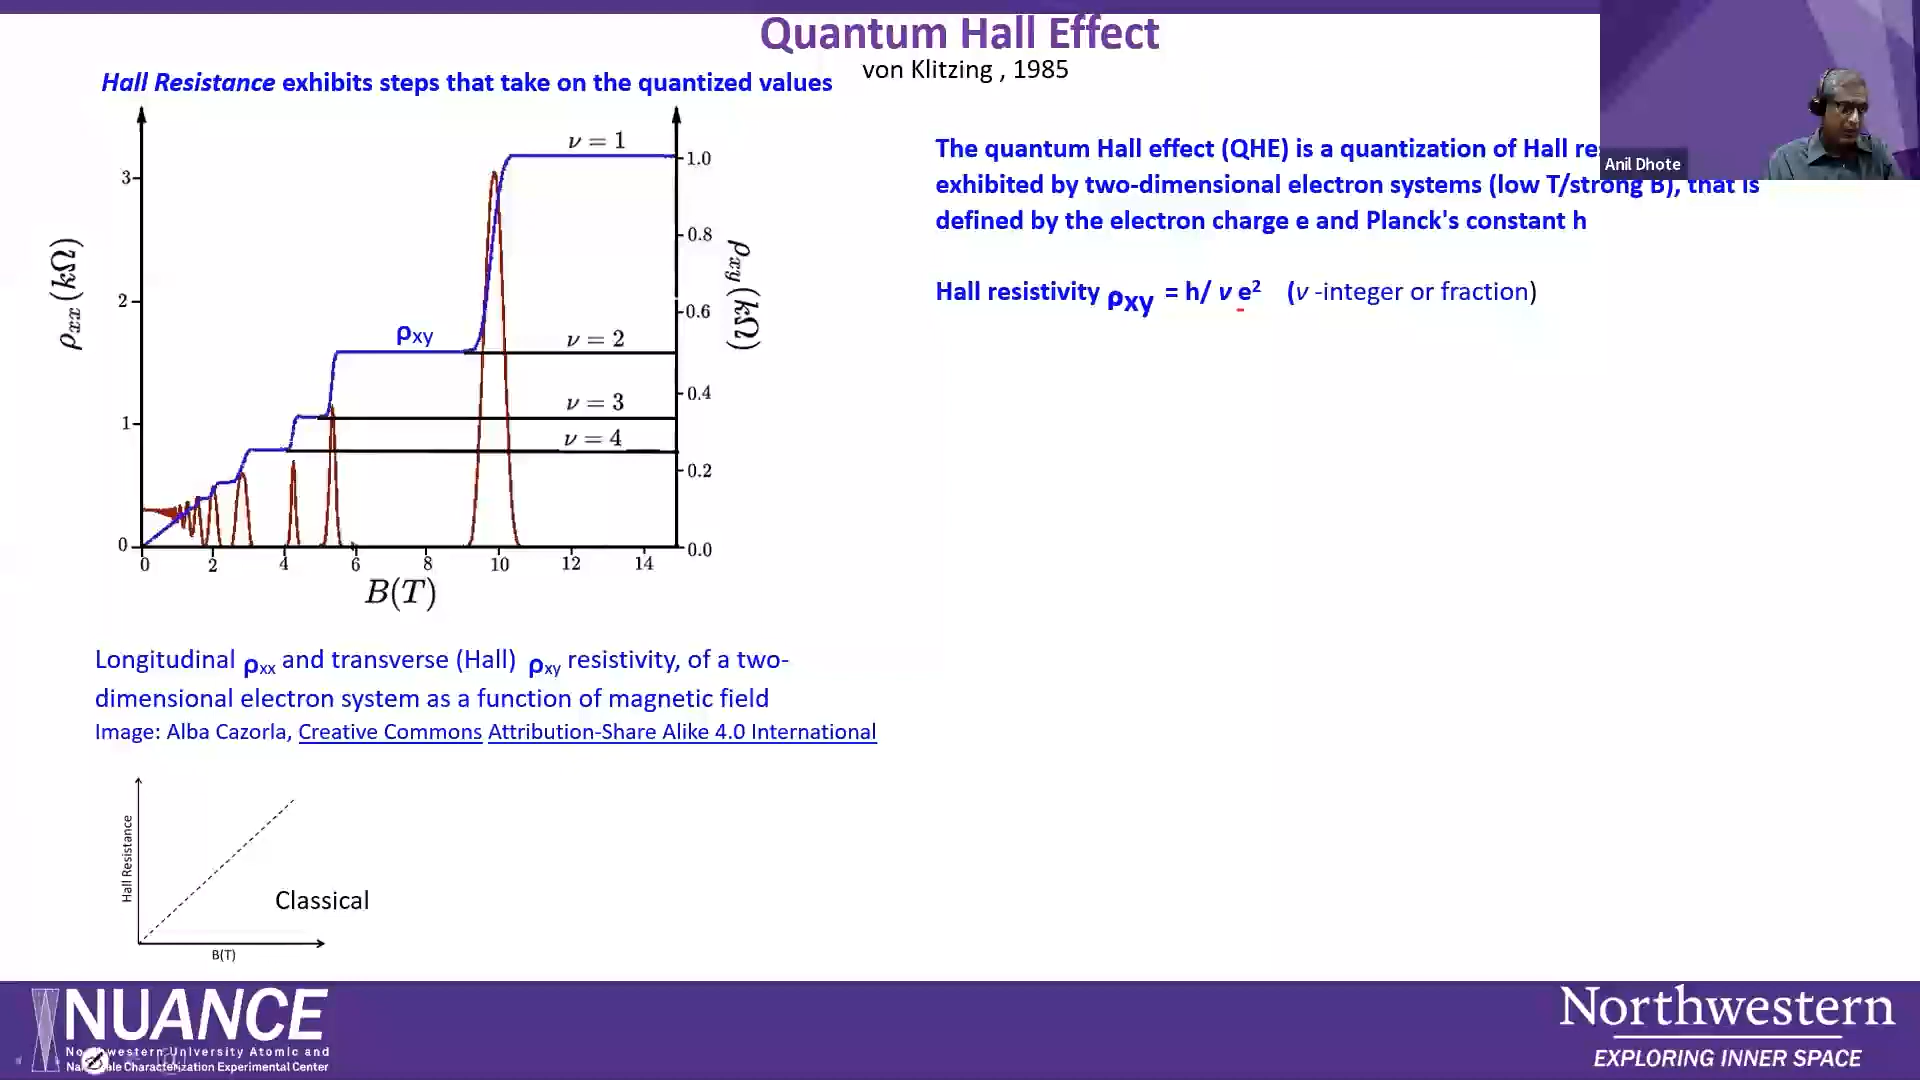 Quantum Hall Effect
von Klitzing , 1985
Hall Resistance exhibits steps that take on the quantized values
ρxx (kΩ)
3
2
1
0
ν = 1
ν = 2
ν = 3
ν = 4
ρxy
1.0
0.8
0.6
0.4
0.2
0.0
ρxy (kΩ)
0 2 4 6 8 10 12 14
B(T)
Longitudinal ρxx and transverse (Hall) ρxy resistivity, of a two-
dimensional electron system as a function of magnetic field
Image: Alba Cazorla, Creative Commons Attribution-Share Alike 4.0 International
Hall Resistance
Classical
B(T)
The quantum Hall effect (QHE) is a quantization of Hall
exhibited by two-dimensional electron systems (low T/strong B), that is
defined by the electron charge e and Planck's constant h
Hall resistivity ρxy = h/ ν e² (ν -integer or fraction)
Anil Dhote
NUANCE
University Atomic and
Characterization Experimental Center
Northwestern
EXPLORING INNER SPACE